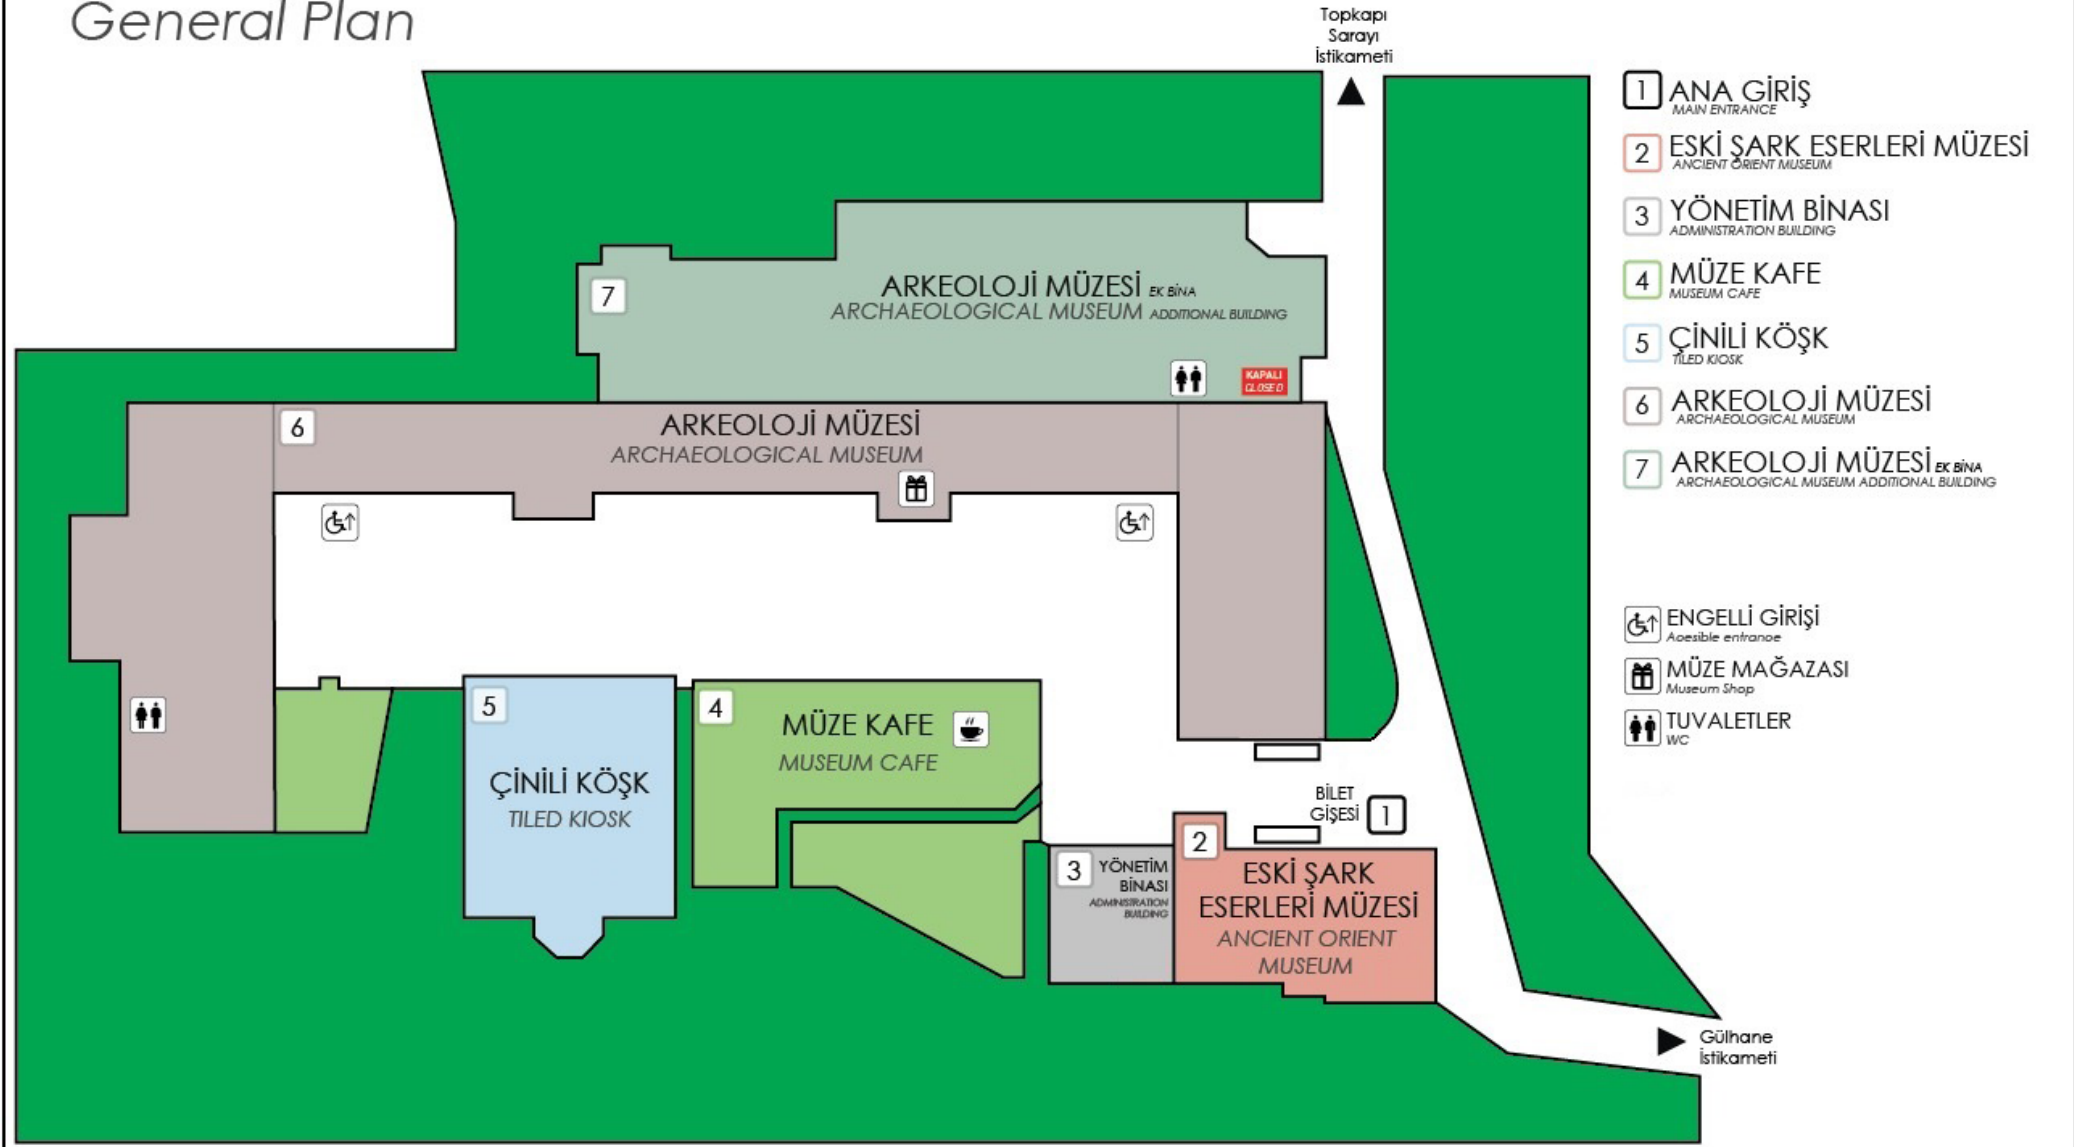 General Plan
Topkapı
Sarayı
İstikameti
7
ARKEOLOJİ MÜZESİ EK BİNA
ARCHAEOLOGICAL MUSEUM ADDITIONAL BUILDING
KAPALI
CLOSED
6
ARKEOLOJİ MÜZESİ
ARCHAEOLOGICAL MUSEUM
5
ÇİNİLİ KÖŞK
TILED KIOSK
4
MÜZE KAFE
MUSEUM CAFE
BİLET
GİŞESİ
1
3
YÖNETİM
BİNASI
ADMINISTRATION
BUILDING
2
ESKİ ŞARK
ESERLERİ MÜZESİ
ANCIENT ORIENT
MUSEUM
Gülhane
İstikameti
1 ANA GİRİŞ
MAIN ENTRANCE
2 ESKİ ŞARK ESERLERİ MÜZESİ
ANCIENT ORIENT MUSEUM
3 YÖNETİM BİNASI
ADMINISTRATION BUILDING
4 MÜZE KAFE
MUSEUM CAFE
5 ÇİNİLİ KÖŞK
TILED KIOSK
6 ARKEOLOJİ MÜZESİ
ARCHAEOLOGICAL MUSEUM
7 ARKEOLOJİ MÜZESİ EK BİNA
ARCHAEOLOGICAL MUSEUM ADDITIONAL BUILDING
ENGELLİ GİRİŞİ
Acesible entrance
MÜZE MAĞAZASI
Museum Shop
TUVALETLER
WC